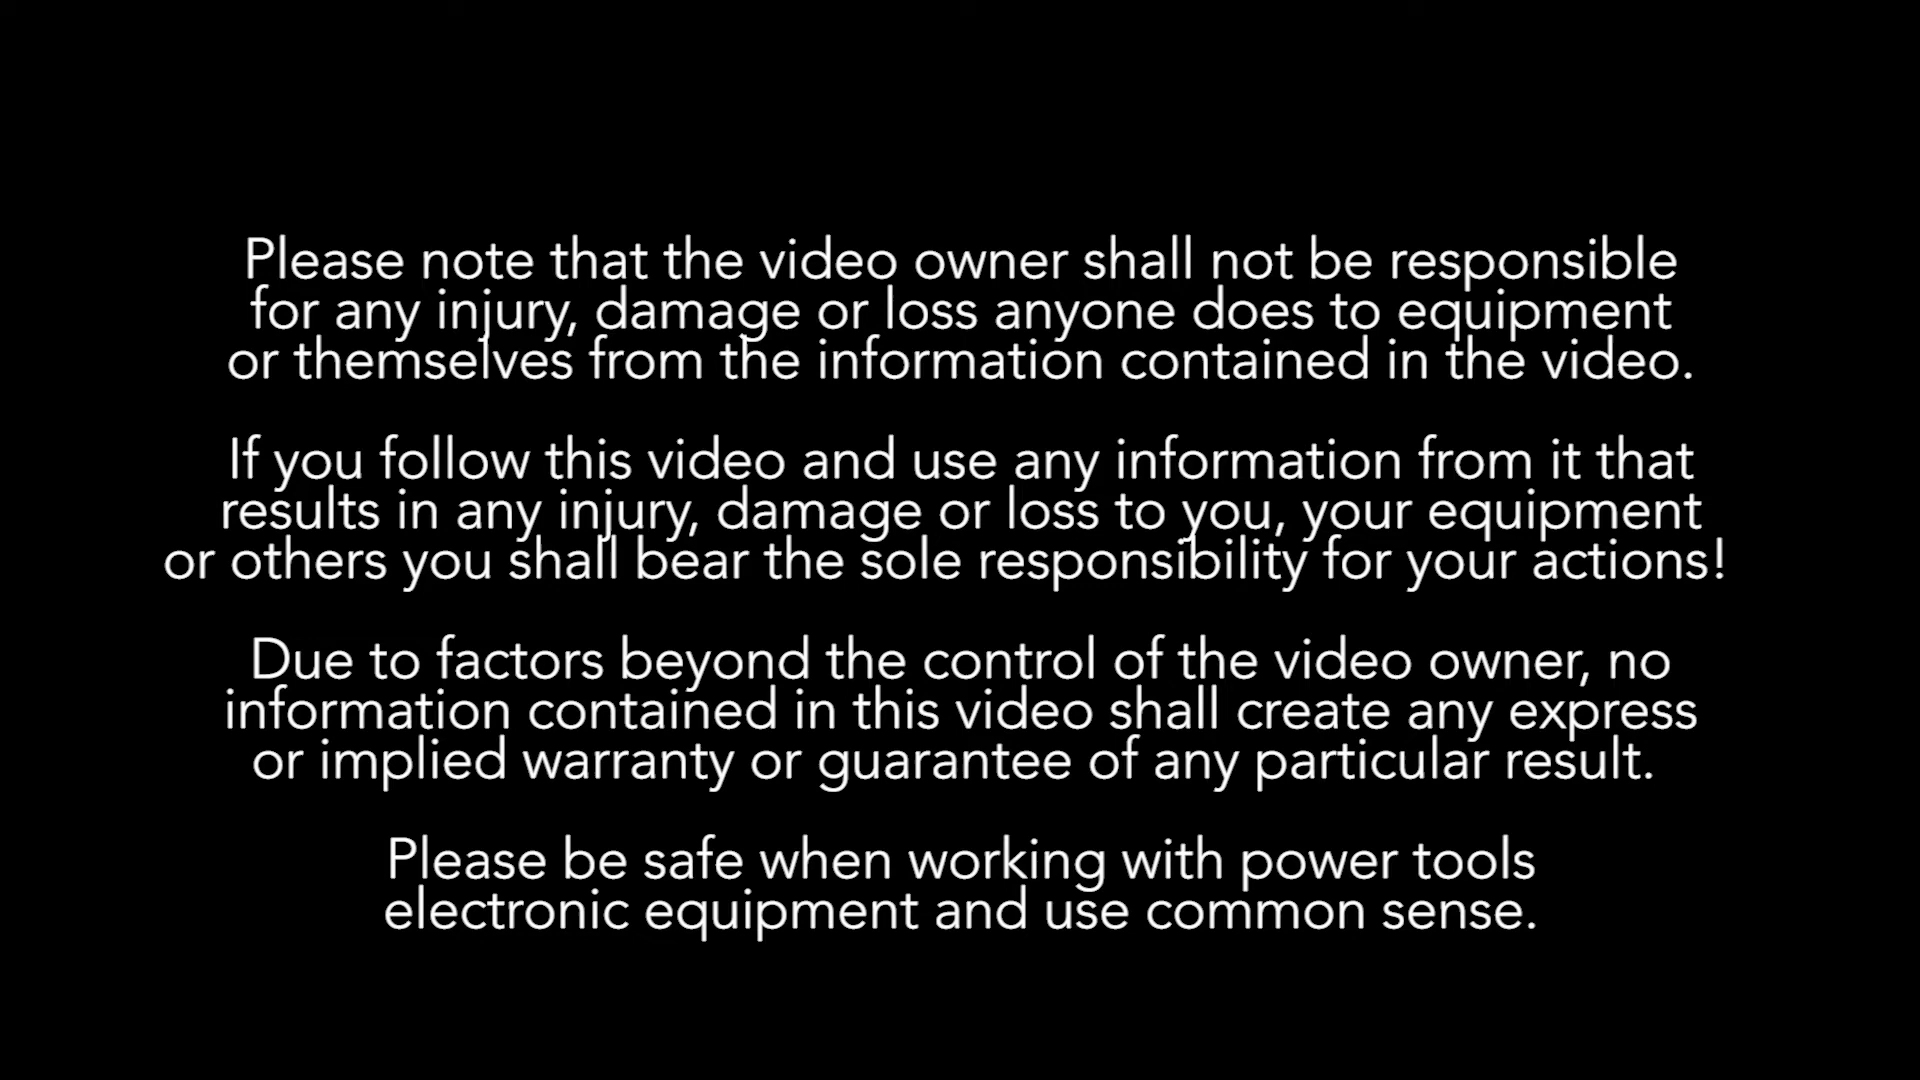 Please note that the video owner shall not be responsible
for any injury, damage or loss anyone does to equipment
or themselves from the information contained in the video.
If you follow this video and use any information from it that
results in any injury, damage or loss to you, your equipment
or others you shall bear the sole responsibility for your actions!
Due to factors beyond the control of the video owner, no
information contained in this video shall create any express
or implied warranty or guarantee of any particular result.
Please be safe when working with power tools
electronic equipment and use common sense.